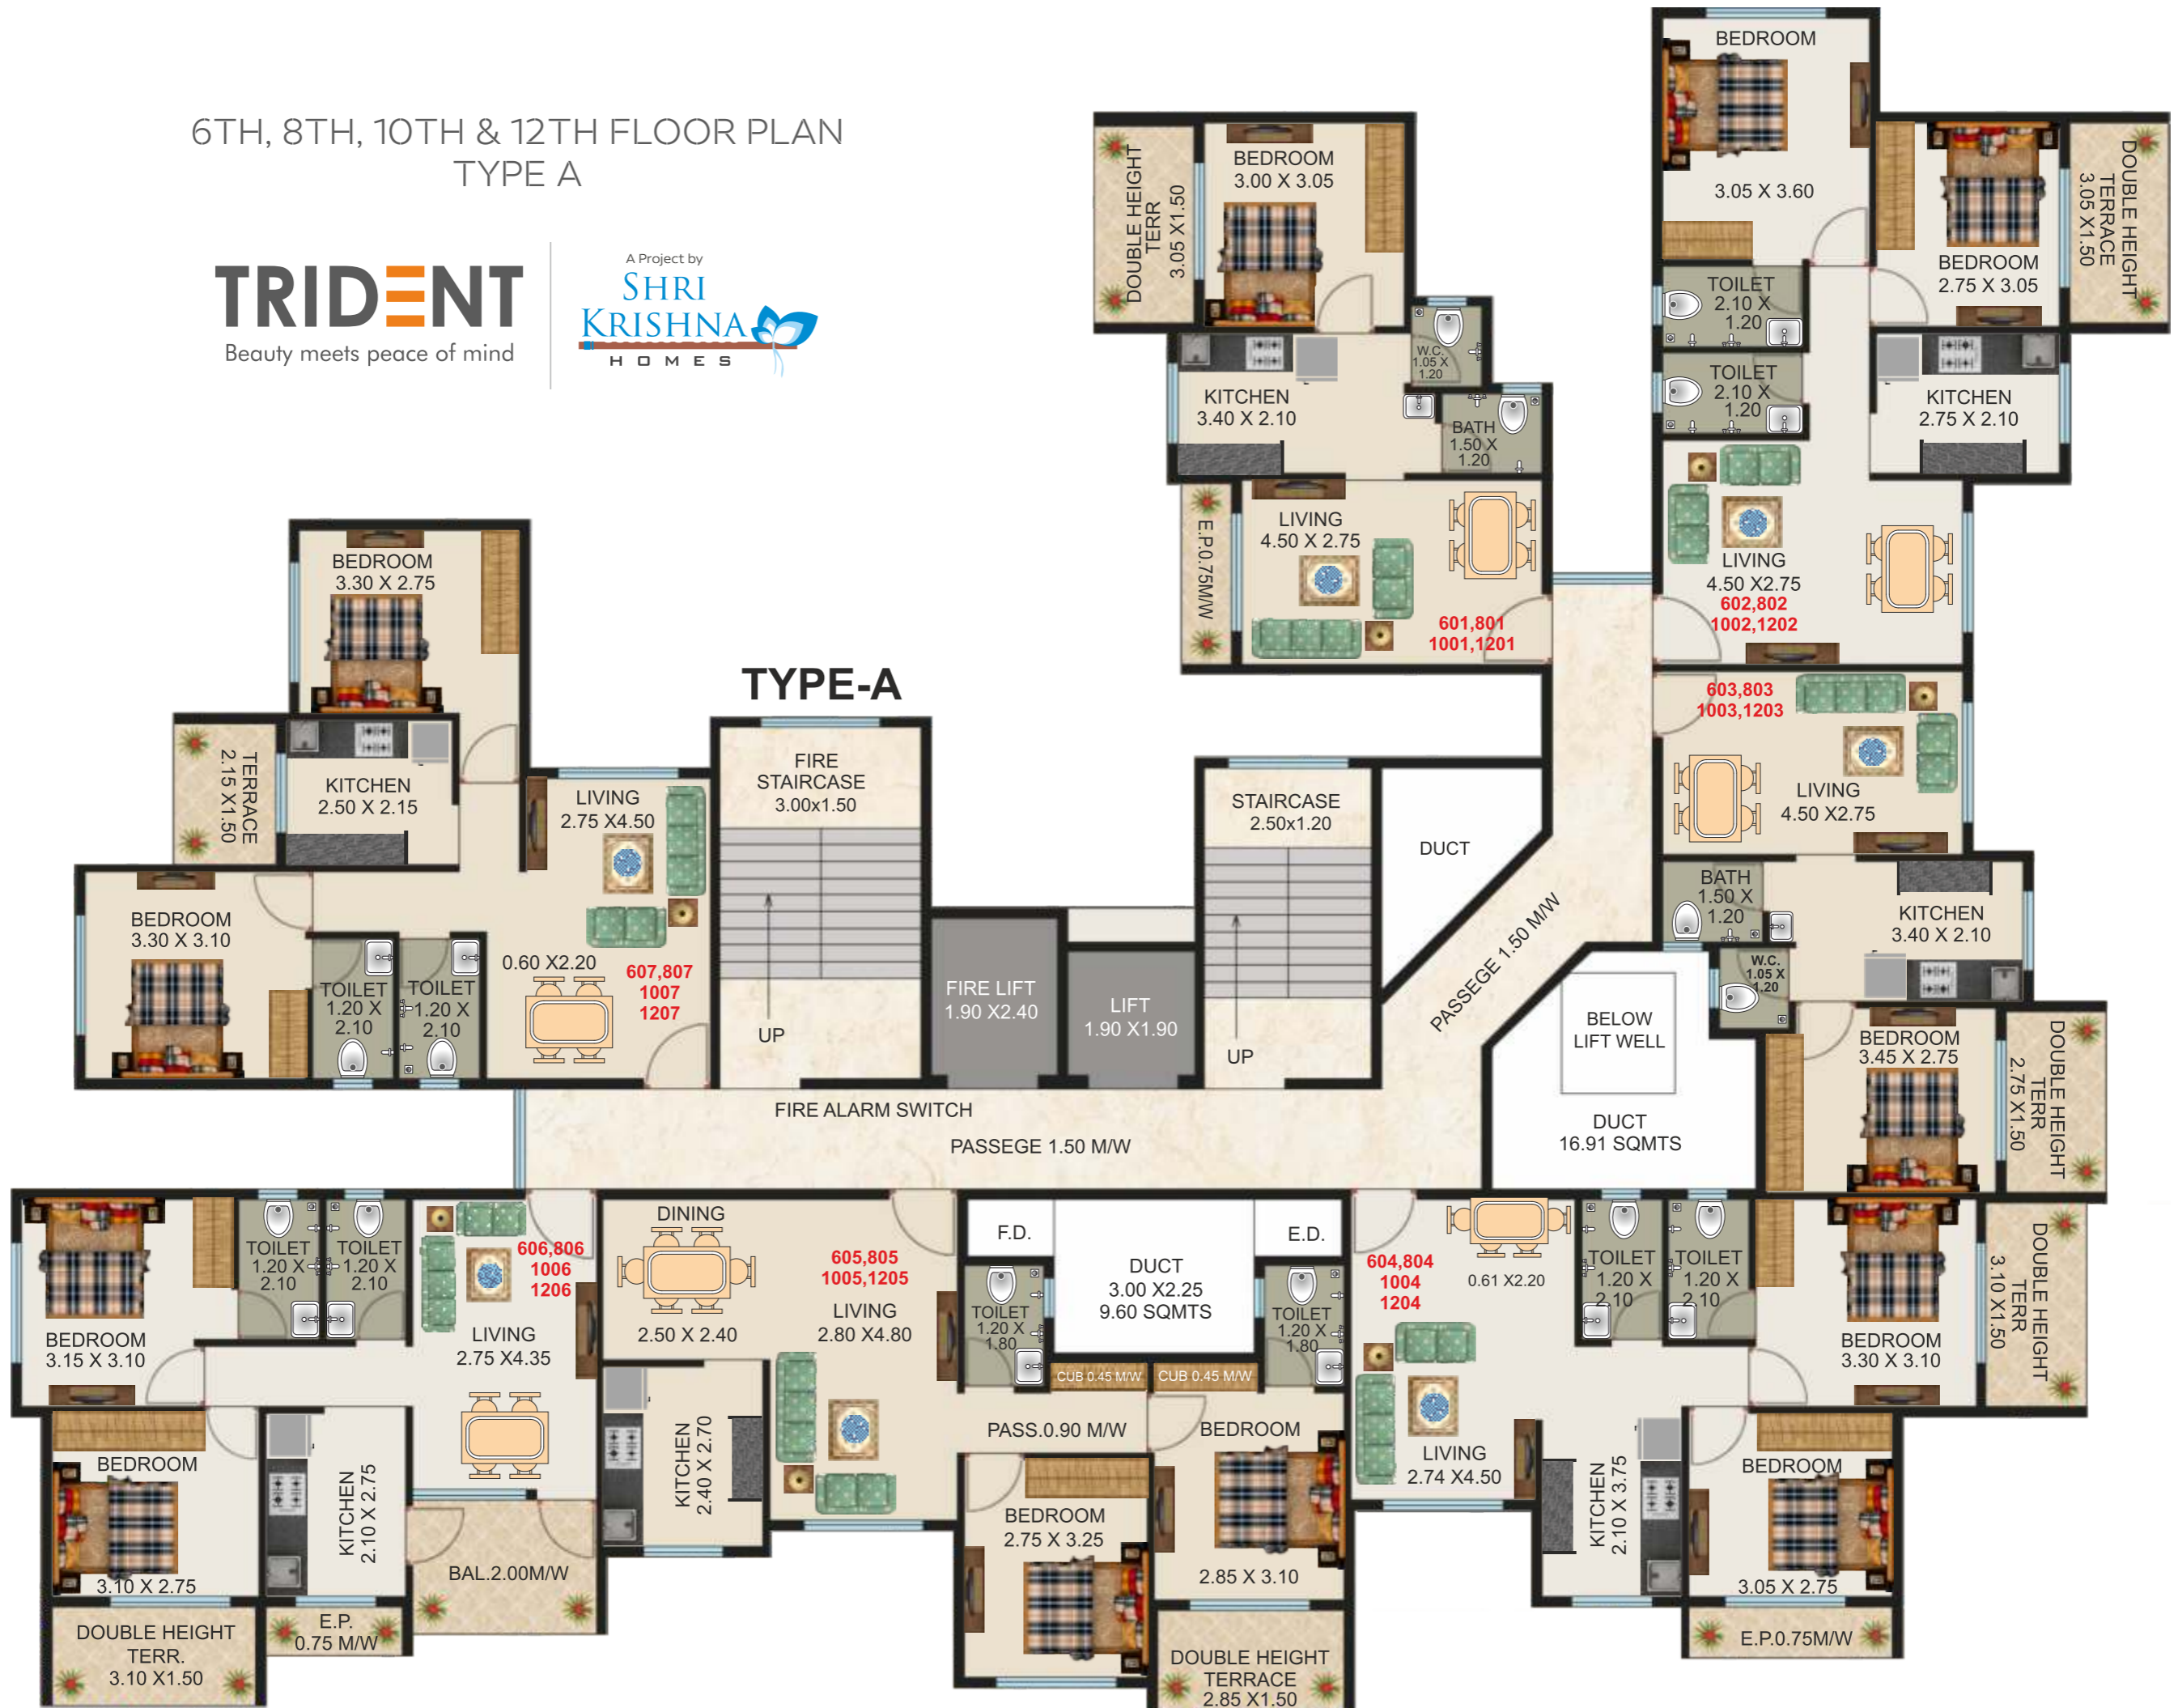 6TH, 8TH, 10TH & 12TH FLOOR PLAN
TYPE A
TRIDENT
Beauty meets peace of mind
A Project by
SHRI
KRISHNA
HOMES
TYPE-A
DOUBLE HEIGHT
TERR
3.05 X1.50
BEDROOM
3.00 X 3.05
W.C.
1.05 X
1.20
KITCHEN
3.40 X 2.10
BATH
1.50 X
1.20
E.P.0.75M/W
LIVING
4.50 X 2.75
601,801
1001,1201
BEDROOM
3.05 X 3.60
BEDROOM
2.75 X 3.05
DOUBLE HEIGHT
TERRACE
3.05 X1.50
TOILET
2.10 X
1.20
TOILET
2.10 X
1.20
KITCHEN
2.75 X 2.10
LIVING
4.50 X2.75
602,802
1002,1202
603,803
1003,1203
LIVING
4.50 X2.75
BATH
1.50 X
1.20
KITCHEN
3.40 X 2.10
W.C.
1.05 X
1.20
BEDROOM
3.45 X 2.75
DOUBLE HEIGHT
TERR
2.75 X1.50
BEDROOM
3.30 X 2.75
TERRACE
2.15 X1.50
KITCHEN
2.50 X 2.15
LIVING
2.75 X4.50
BEDROOM
3.30 X 3.10
TOILET
1.20 X
2.10
TOILET
1.20 X
2.10
0.60 X2.20
607,807
1007
1207
FIRE
STAIRCASE
3.00x1.50
UP
FIRE LIFT
1.90 X2.40
LIFT
1.90 X1.90
STAIRCASE
2.50x1.20
UP
DUCT
PASSEGE 1.50 M/W
BELOW
LIFT WELL
DUCT
16.91 SQMTS
FIRE ALARM SWITCH
PASSEGE 1.50 M/W
BEDROOM
3.15 X 3.10
TOILET
1.20 X
2.10
TOILET
1.20 X
2.10
606,806
1006
1206
LIVING
2.75 X4.35
BEDROOM
3.10 X 2.75
KITCHEN
2.10 X 2.75
BAL.2.00M/W
DOUBLE HEIGHT
TERR.
3.10 X1.50
E.P.
0.75 M/W
DINING
2.50 X 2.40
605,805
1005,1205
LIVING
2.80 X4.80
KITCHEN
2.40 X 2.70
F.D.
DUCT
3.00 X2.25
9.60 SQMTS
E.D.
TOILET
1.20 X
1.80
TOILET
1.20 X
1.80
CUB 0.45 M/W
CUB 0.45 M/W
PASS.0.90 M/W
BEDROOM
2.85 X 3.10
BEDROOM
2.75 X 3.25
DOUBLE HEIGHT
TERRACE
2.85 X1.50
604,804
1004
1204
0.61 X2.20
TOILET
1.20 X
2.10
TOILET
1.20 X
2.10
LIVING
2.74 X4.50
KITCHEN
2.10 X 3.75
BEDROOM
3.30 X 3.10
DOUBLE HEIGHT
TERR
3.10 X1.50
BEDROOM
3.05 X 2.75
E.P.0.75M/W